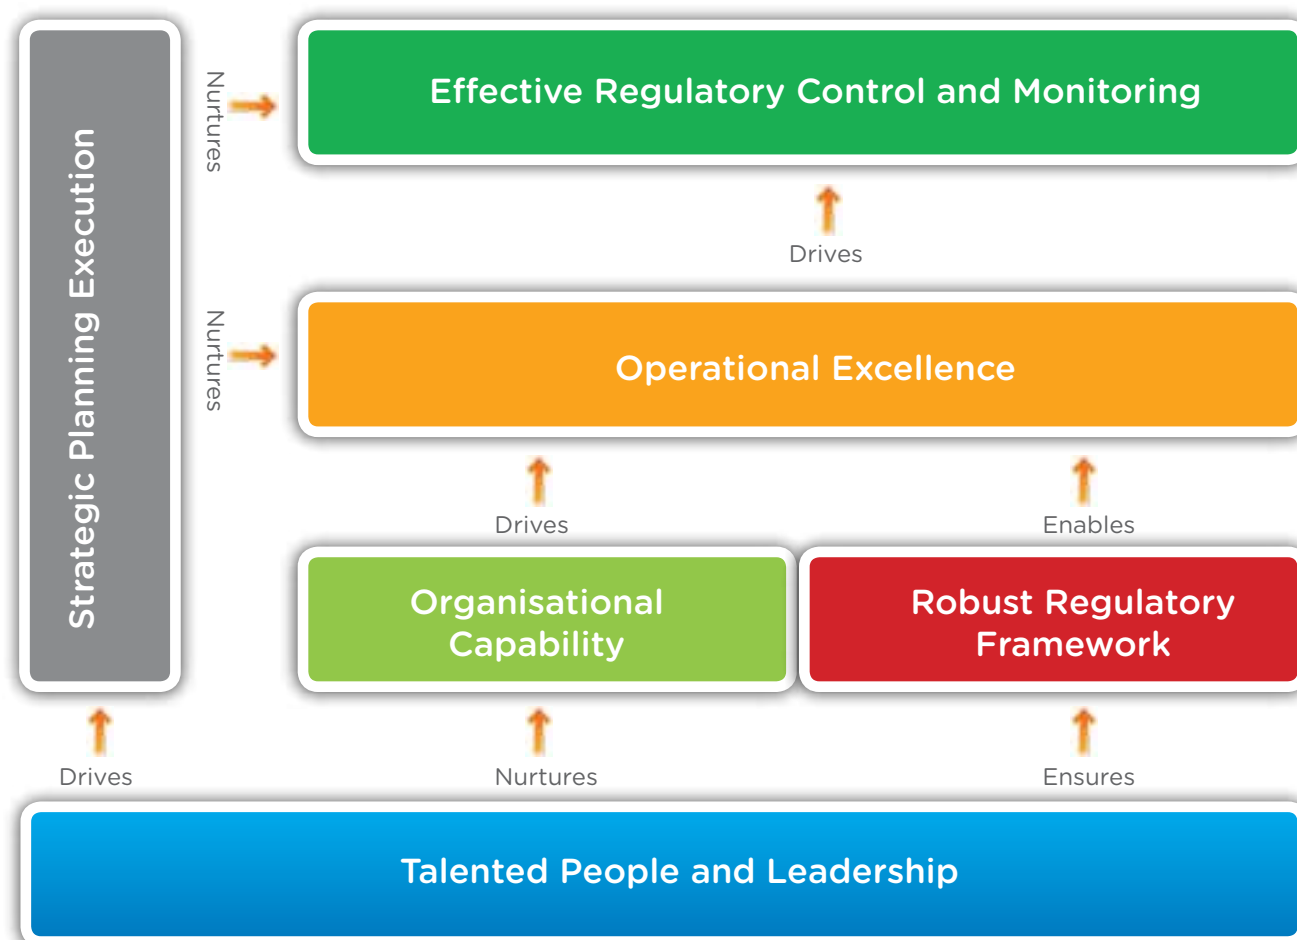 Strategic Planning Execution
Nurtures
Effective Regulatory Control and Monitoring
Drives
Nurtures
Operational Excellence
Drives
Enables
Organisational
Capability
Robust Regulatory
Framework
Drives
Nurtures
Ensures
Talented People and Leadership